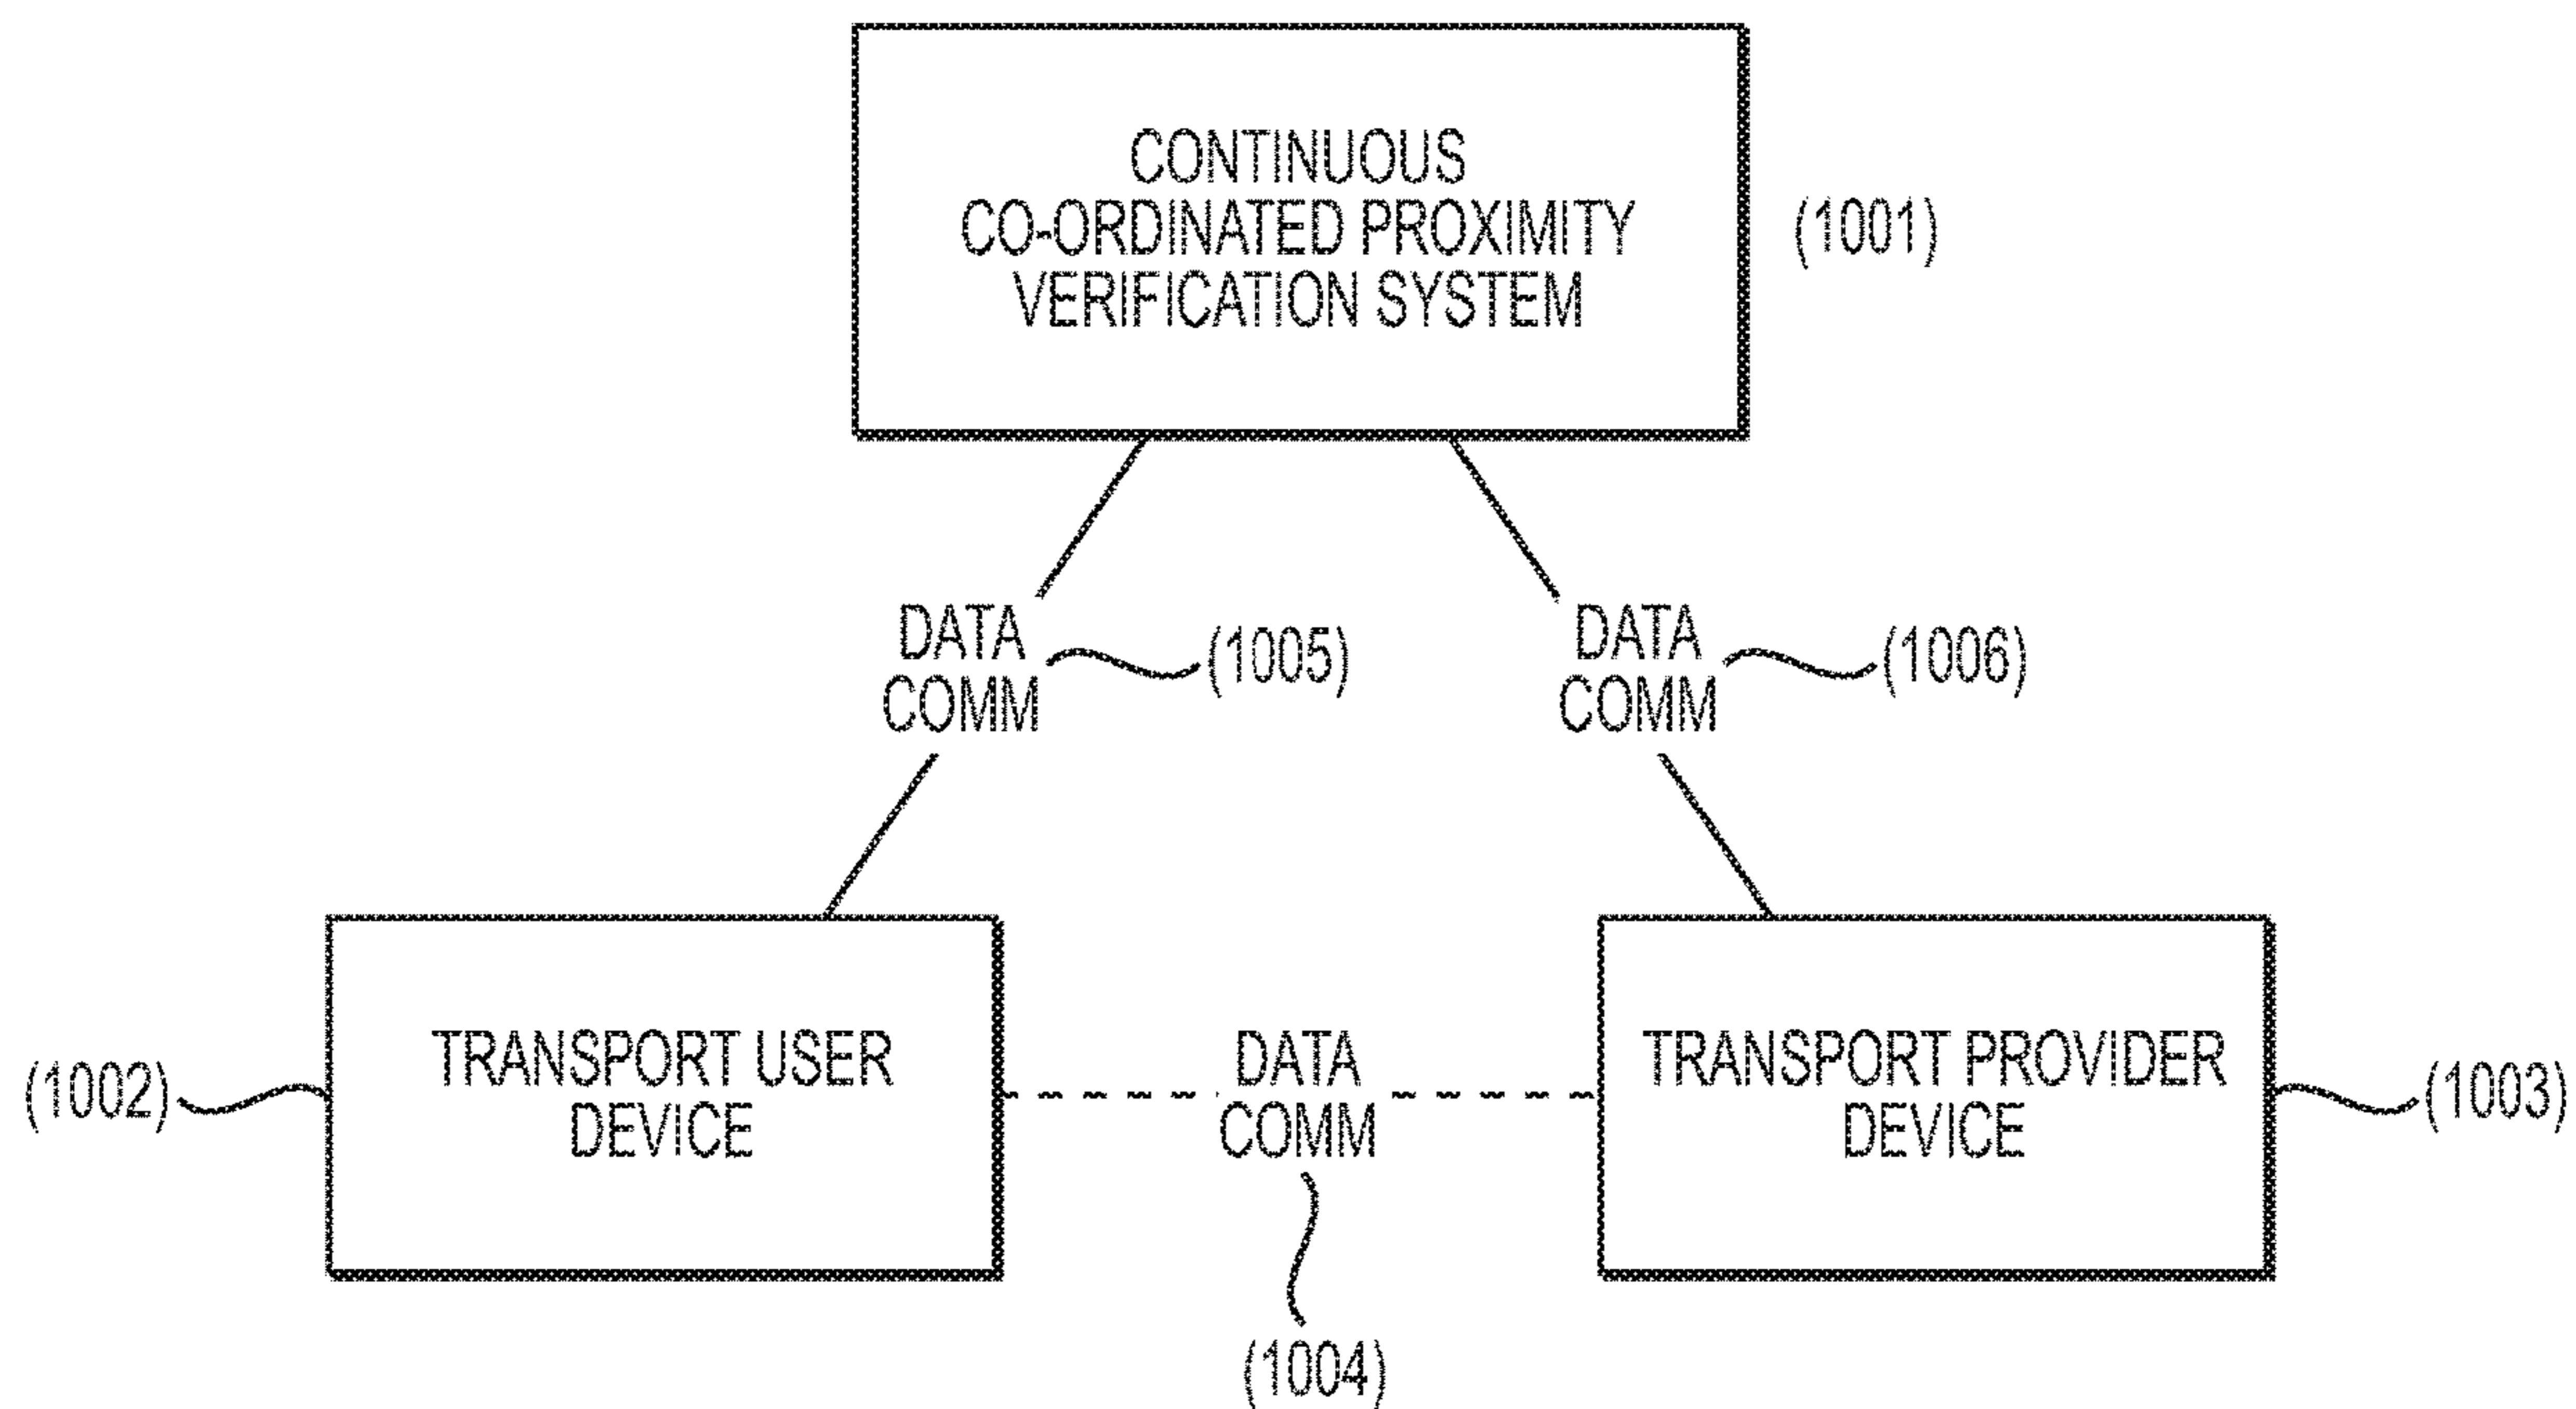 CONTINUOUS
CO-ORDINATED PROXIMITY
VERIFICATION SYSTEM
(1001)
DATA
COMM
(1005)
DATA
COMM
(1006)
(1002)
TRANSPORT USER
DEVICE
DATA
COMM
(1004)
TRANSPORT PROVIDER
DEVICE
(1003)